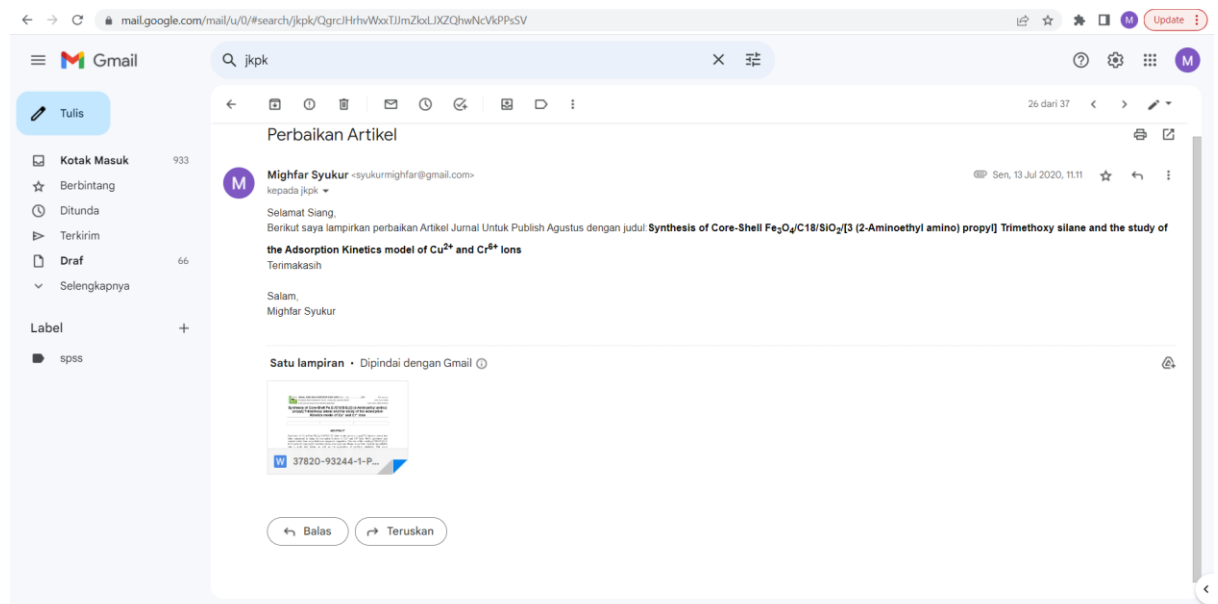 mail.google.com/mail/u/0/#search/jkpk/QgrcJHrhvWxxTJJmZkxLJXZQhwNcVkPPsSV
M
Update
Gmail
jkpk
M
Tulis
26 dari 37
Kotak Masuk 933
Berbintang
Ditunda
Terkirim
Draf 66
Selengkapnya
Label
spss
Perbaikan Artikel
M
Mighfar Syukur <syukurmighfar@gmail.com>
Sen, 13 Jul 2020, 11.11
kepada jkpk
Selamat Siang,
Berikut saya lampirkan perbaikan Artikel Jurnal Untuk Publish Agustus dengan judul: Synthesis of Core-Shell Fe3O4/C18/SiO2/[3 (2-Aminoethyl amino) propyl] Trimethoxy silane and the study of
the Adsorption Kinetics model of Cu2+ and Cr6+ Ions
Terimakasih
Salam,
Mighfar Syukur
Satu lampiran • Dipindai dengan Gmail
W 37820-93244-1-P...
Balas
Teruskan